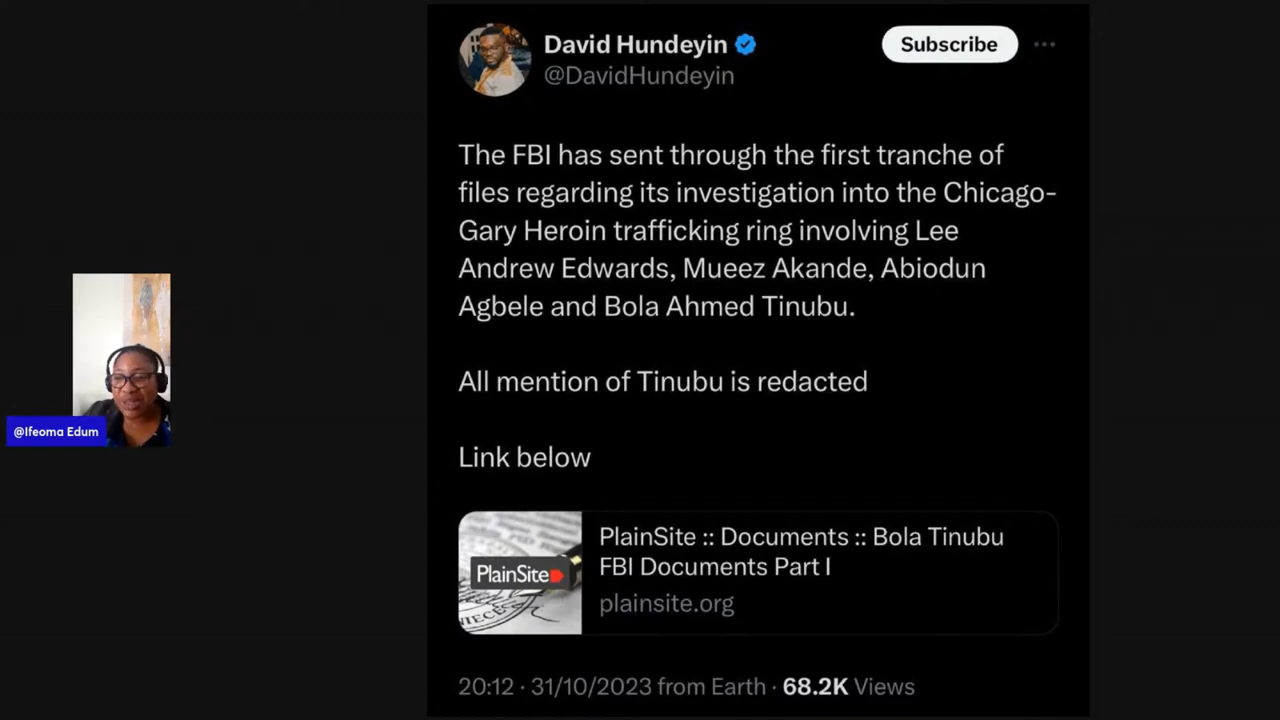 David Hundeyin
@DavidHundeyin
Subscribe
The FBI has sent through the first tranche of
files regarding its investigation into the Chicago-
Gary Heroin trafficking ring involving Lee
Andrew Edwards, Mueez Akande, Abiodun
Agbele and Bola Ahmed Tinubu.
All mention of Tinubu is redacted
Link below
PlainSite
PlainSite :: Documents :: Bola Tinubu
FBI Documents Part I
plainsite.org
20:12 · 31/10/2023 from Earth · 68.2K Views
@Ifeoma Edum